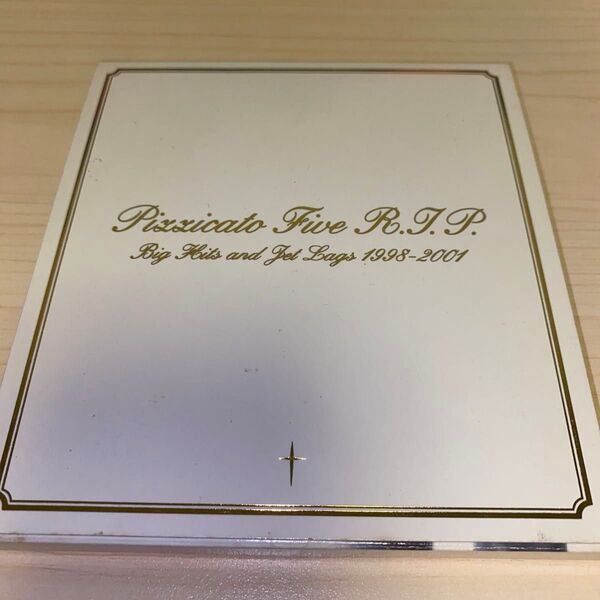 Pizzicato Five R.I.P.
Big Hits and Jet Lags 1998-2001